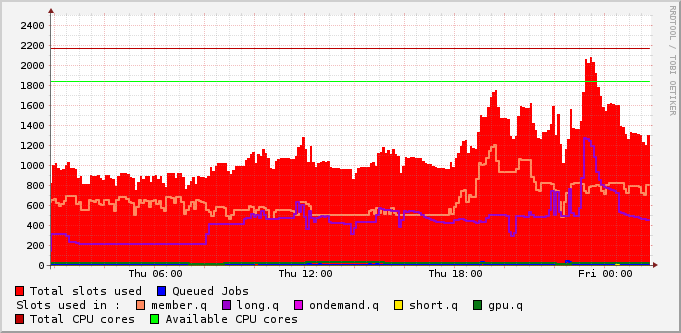 RRDTOOL / TOBI OETIKER
2400
2200
2000
1800
1600
1400
1200
1000
800
600
400
200
0
Thu 06:00 Thu 12:00 Thu 18:00 Fri 00:00
Total slots used Queued Jobs
Slots used in : member.q long.q ondemand.q short.q gpu.q
Total CPU cores Available CPU cores